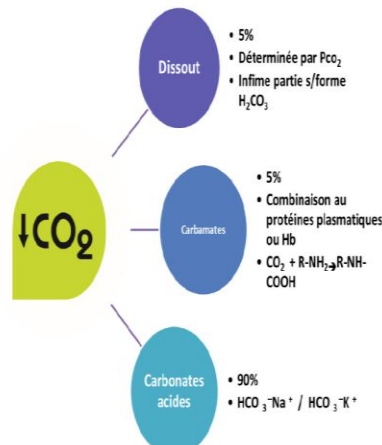 Dissout
• 5%
• Déterminée par Pco₂
• Infime partie s/forme
H₂CO₃
↓CO₂
Carbamates
• 5%
• Combinaison au
protéines plasmatiques
ou Hb
• CO₂ + R-NH₂→R-NH-
COOH
Carbonates
acides
• 90%
• HCO₃⁻Na⁺ / HCO₃⁻K⁺